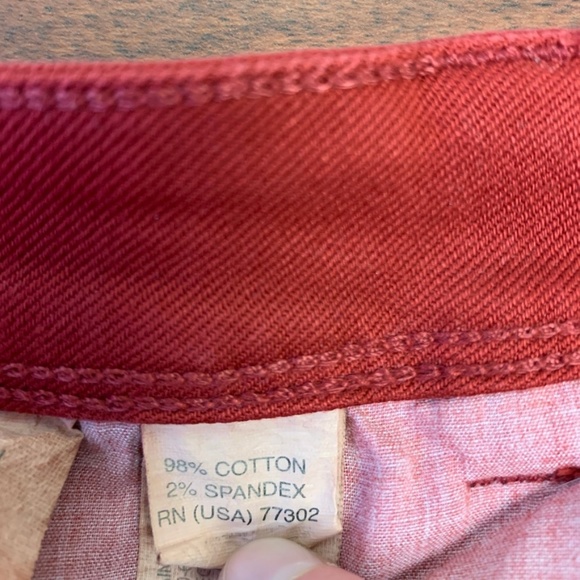 98% COTTON
2% SPANDEX
RN (USA) 77302